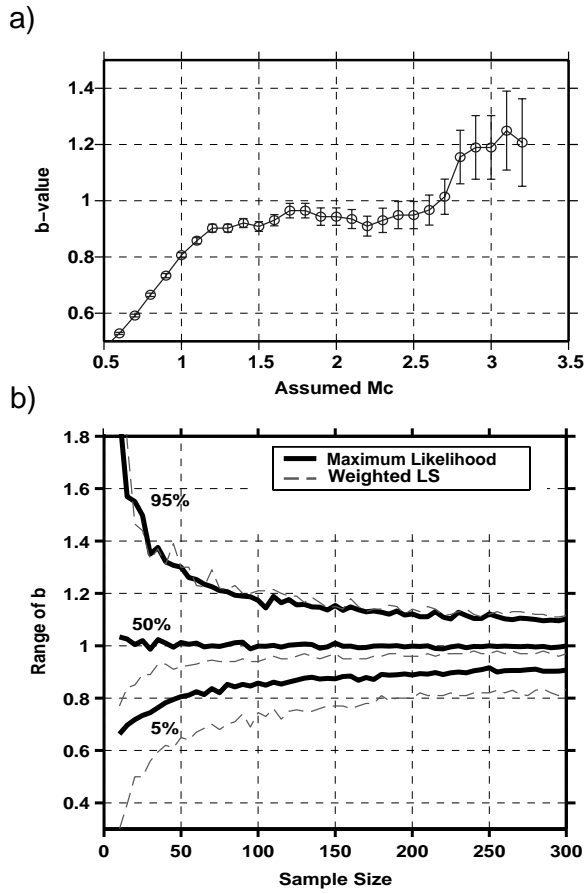 a)
1.4
1.2
1
0.8
0.6
b-value
0.5 1 1.5 2 2.5 3 3.5
Assumed Mc
b)
1.8
1.6
1.4
1.2
1
0.8
0.6
0.4
Range of b
Maximum Likelihood
Weighted LS
95%
50%
5%
0 50 100 150 200 250 300
Sample Size